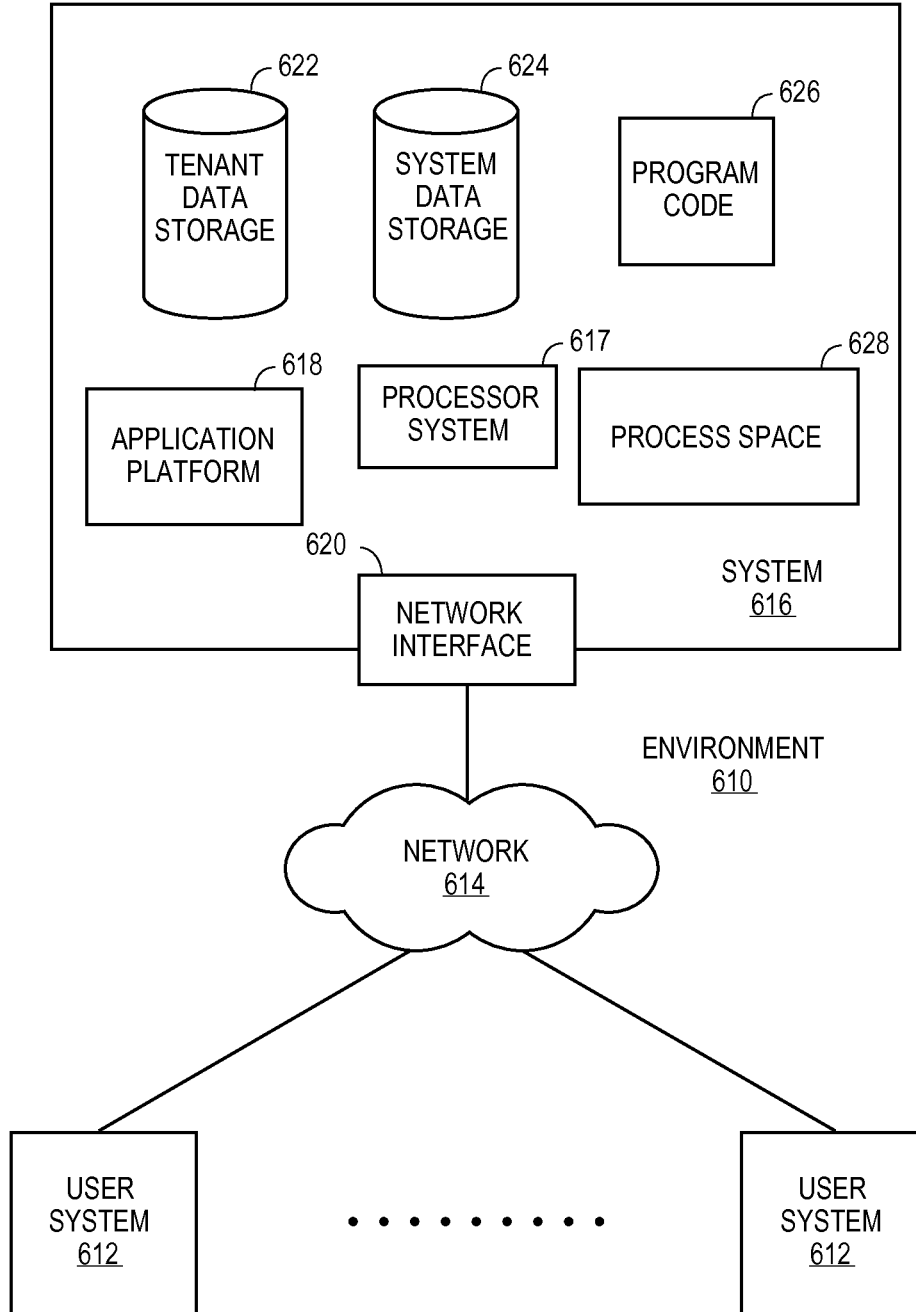 622
624
626
TENANT
DATA
STORAGE
SYSTEM
DATA
STORAGE
PROGRAM
CODE
618
617
628
APPLICATION
PLATFORM
PROCESSOR
SYSTEM
PROCESS SPACE
620
NETWORK
INTERFACE
SYSTEM
616
ENVIRONMENT
610
NETWORK
614
USER
SYSTEM
612
USER
SYSTEM
612